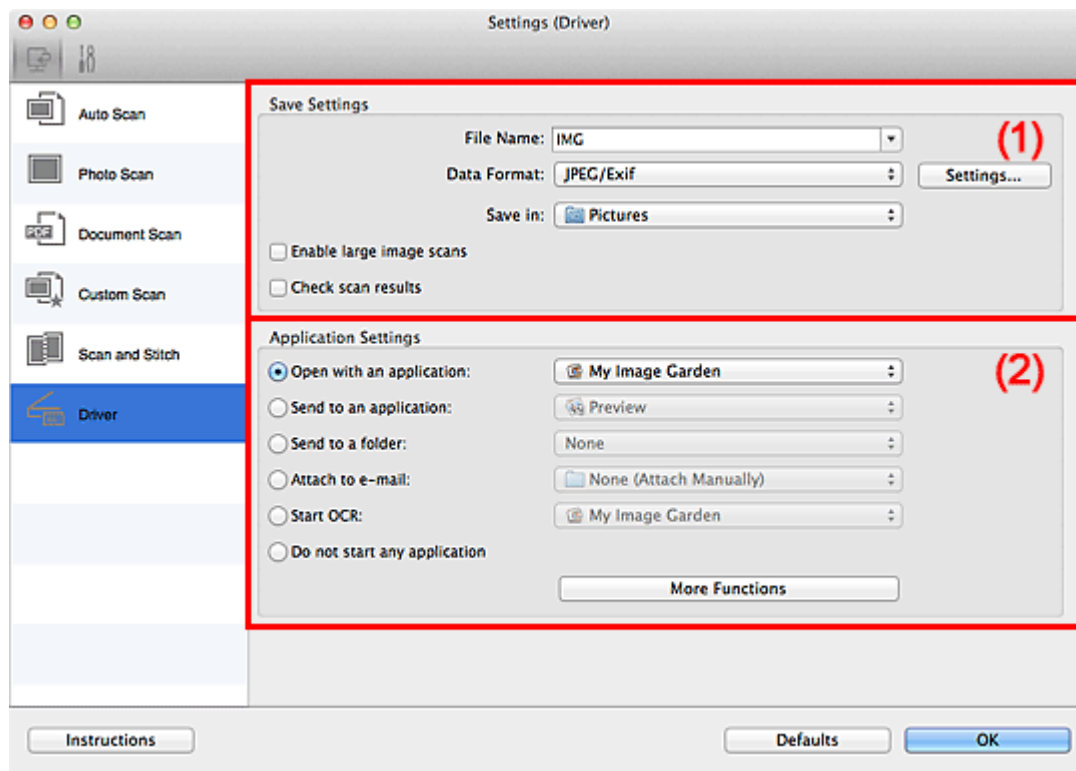 Settings (Driver)
Auto Scan
Photo Scan
PDF
Document Scan
Custom Scan
Scan and Stitch
Driver
Save Settings
(1)
File Name: IMG
Data Format: JPEG/Exif Settings...
Save in: Pictures
Enable large image scans
Check scan results
Application Settings
(2)
Open with an application: My Image Garden
Send to an application: Preview
Send to a folder: None
Attach to e-mail: None (Attach Manually)
Start OCR: My Image Garden
Do not start any application
More Functions
Instructions Defaults OK